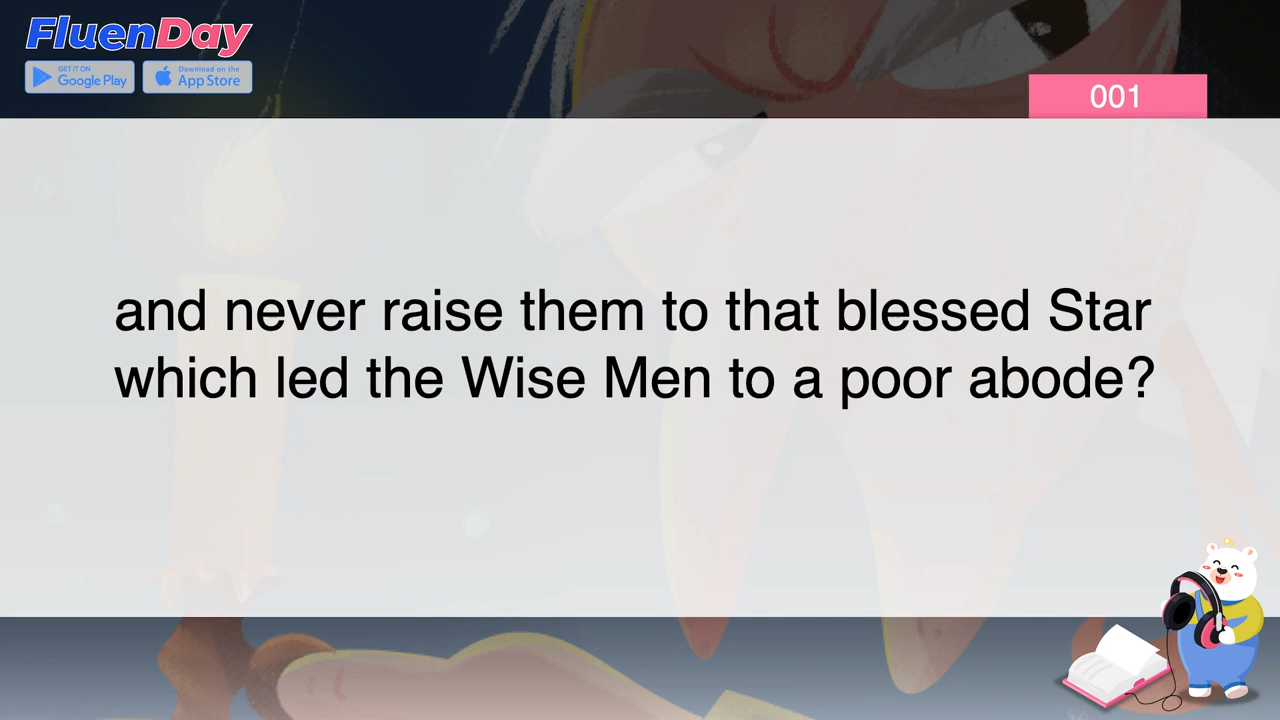 FluenDay
GET IT ON
Google Play
Download on the
App Store
001
and never raise them to that blessed Star
which led the Wise Men to a poor abode?